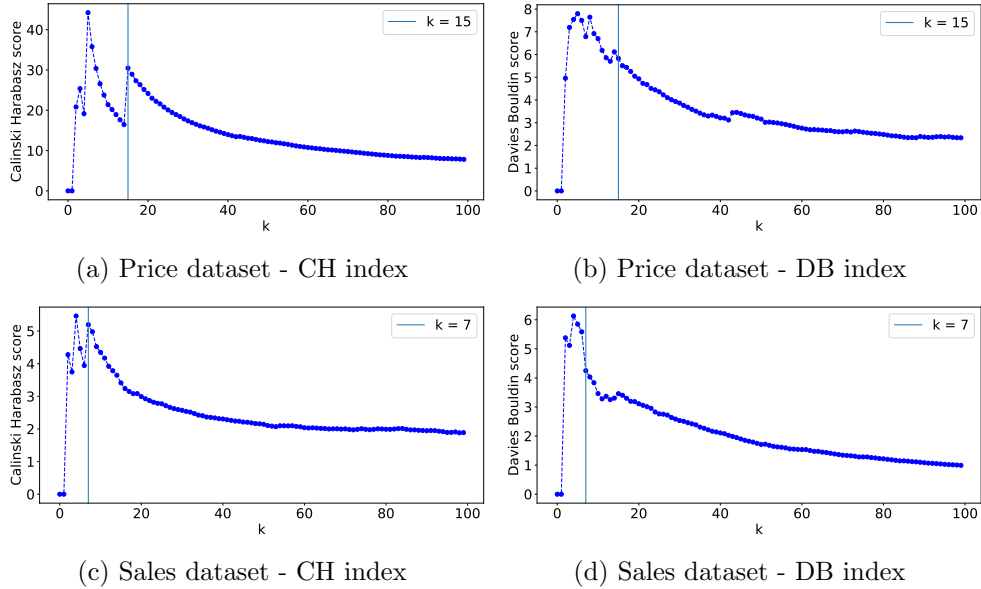 Calinski Harabasz score
40
30
20
10
0
0 20 40 60 80 100
k
k = 15
(a) Price dataset - CH index
Davies Bouldin score
8
7
6
5
4
3
2
1
0
0 20 40 60 80 100
k
k = 15
(b) Price dataset - DB index
Calinski Harabasz score
5
4
3
2
1
0
0 20 40 60 80 100
k
k = 7
(c) Sales dataset - CH index
Davies Bouldin score
6
5
4
3
2
1
0
0 20 40 60 80 100
k
k = 7
(d) Sales dataset - DB index